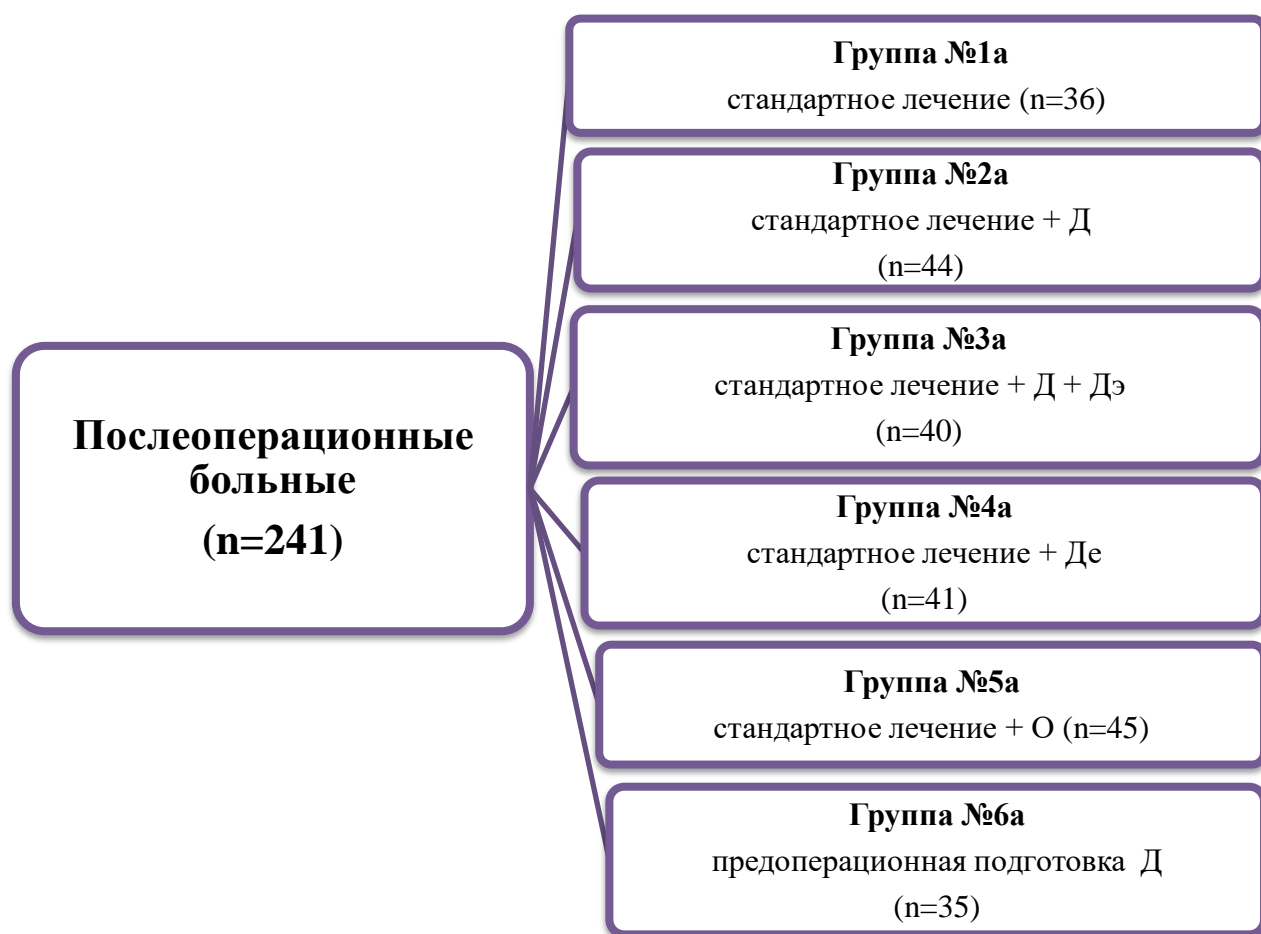 Послеоперационные
больные
(n=241)
Группа №1а
стандартное лечение (n=36)
Группа №2а
стандартное лечение + Д
(n=44)
Группа №3а
стандартное лечение + Д + Дэ
(n=40)
Группа №4а
стандартное лечение + Де
(n=41)
Группа №5а
стандартное лечение + О (n=45)
Группа №6а
предоперационная подготовка Д
(n=35)